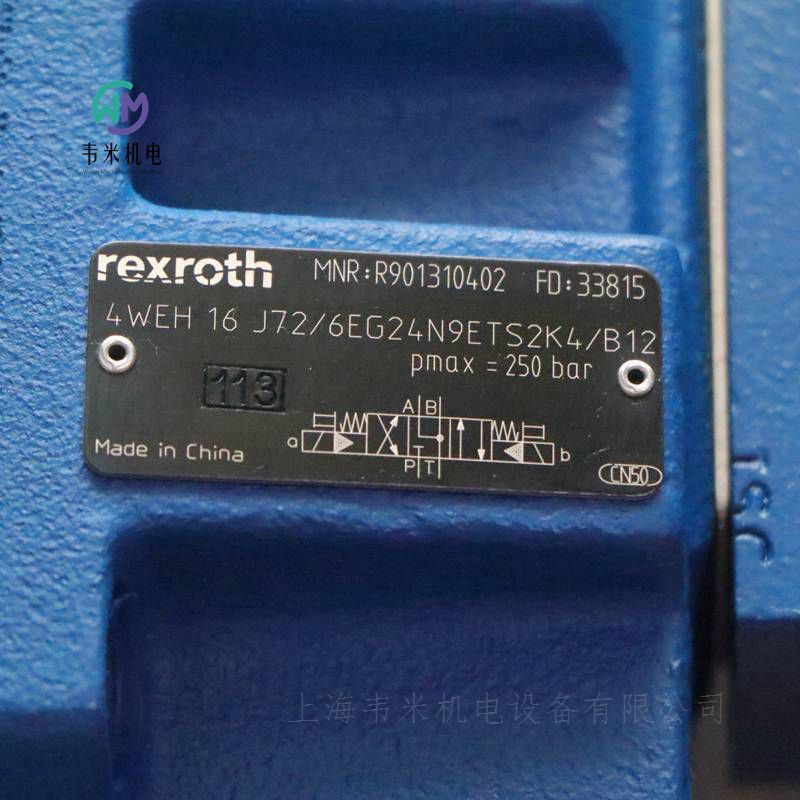 WM
韦米机电
rexroth MNR:R901310402 FD:33815
4WEH 16 J72/6EG24N9ETS2K4/B12
pmax = 250 bar
113
A B
a b
P T
Made in China
CN50
上海韦米机电设备有限公司